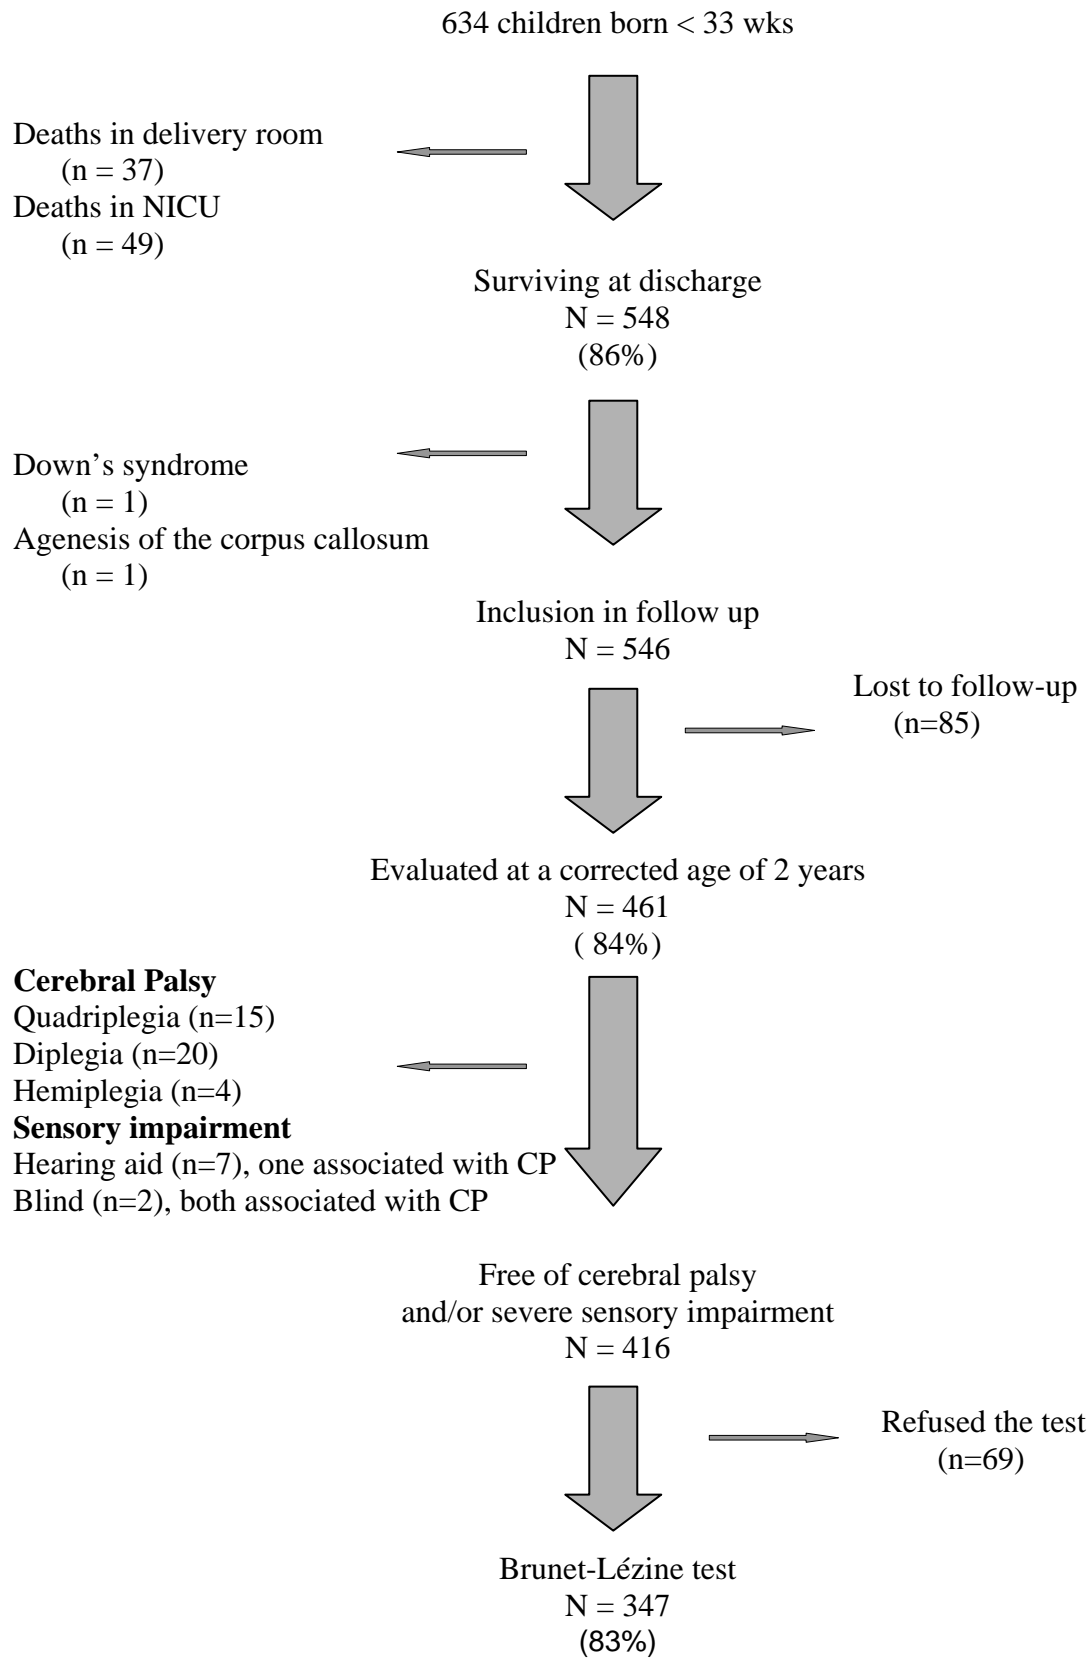 634 children born < 33 wks
Deaths in delivery room
(n = 37)
Deaths in NICU
(n = 49)
Surviving at discharge
N = 548
(86%)
Down’s syndrome
(n = 1)
Agenesis of the corpus callosum
(n = 1)
Inclusion in follow up
N = 546
Lost to follow-up
(n=85)
Evaluated at a corrected age of 2 years
N = 461
( 84%)
Cerebral Palsy
Quadriplegia (n=15)
Diplegia (n=20)
Hemiplegia (n=4)
Sensory impairment
Hearing aid (n=7), one associated with CP
Blind (n=2), both associated with CP
Free of cerebral palsy
and/or severe sensory impairment
N = 416
Refused the test
(n=69)
Brunet-Lézine test
N = 347
(83%)